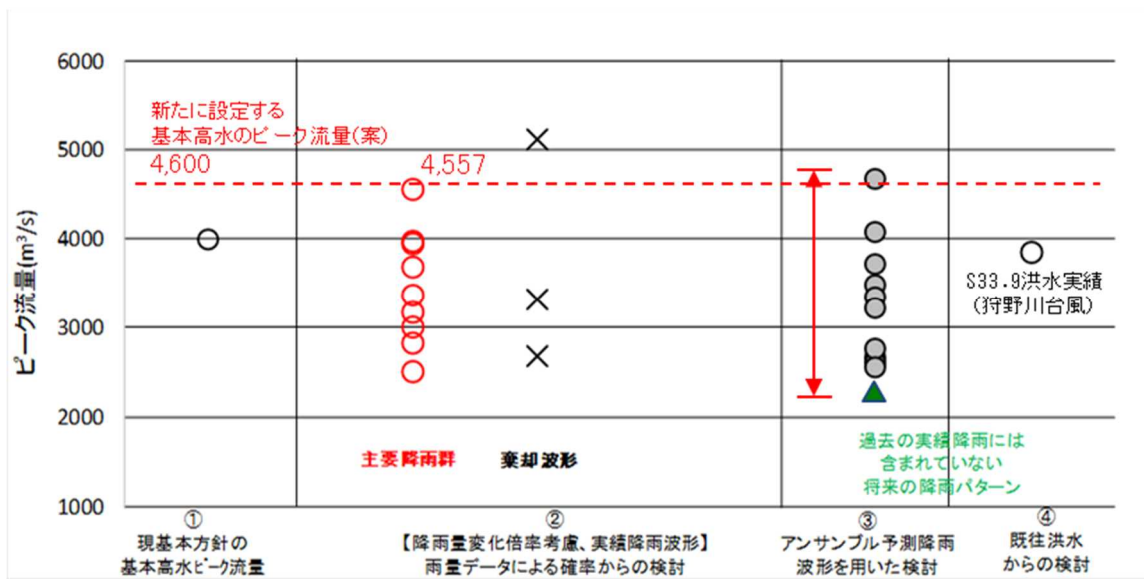 6000
5000
4000
3000
2000
1000
ピーク流量(m³/s)
新たに設定する
基本高水のピーク流量(案)
4,600
4,557
主要降雨群
棄却波形
過去の実績降雨には
含まれていない
将来の降雨パターン
S33.9洪水実績
(狩野川台風)
①
現基本方針の
基本高水ピーク流量
②
【降雨量変化倍率考慮、実績降雨波形】
雨量データによる確率からの検討
③
アンサンブル予測降雨
波形を用いた検討
④
既往洪水
からの検討